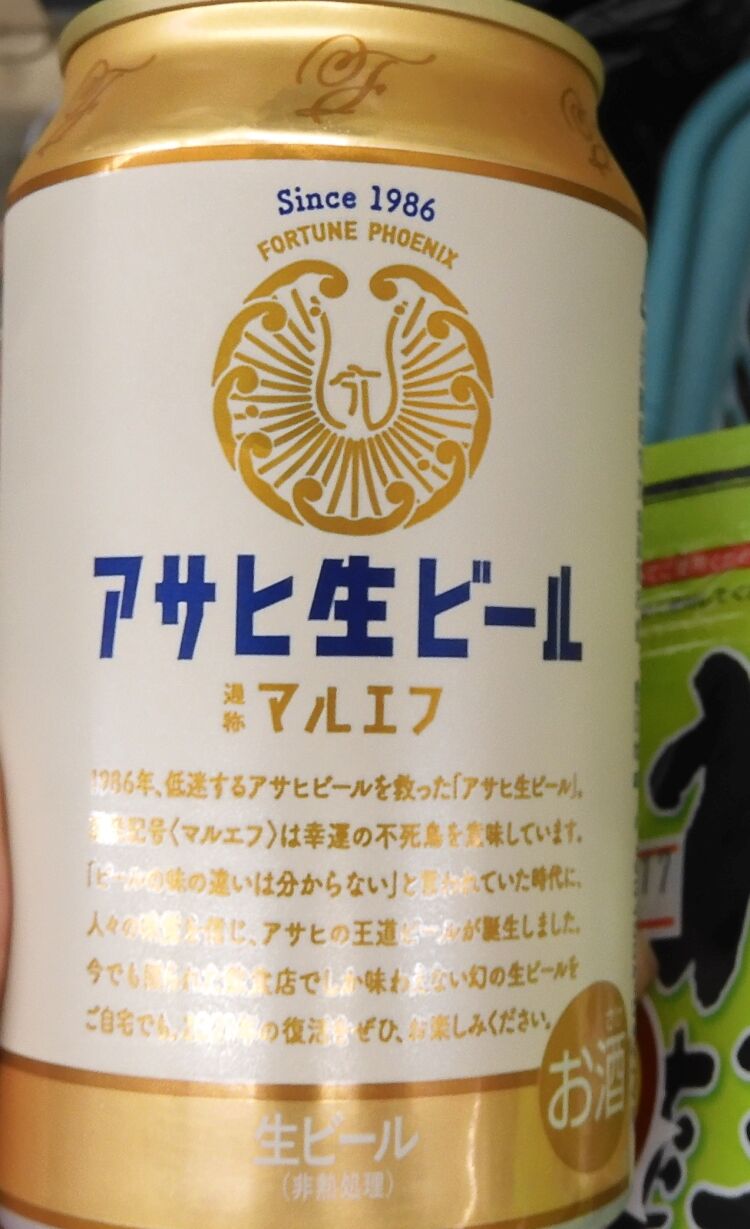 Since 1986
FORTUNE PHOENIX
アサヒ生ビール
通称 マルエフ
1986年、低迷するアサヒビールを救った「アサヒ生ビール」。
記号〈マルエフ〉は幸運の不死鳥を意味しています。
「ビールの味の違いは分からない」と言われていた時代に、
人々の味覚を信じ、アサヒの王道ビールが誕生しました。
今でも限られた飲食店でしか味わえない幻の生ビールを
ご自宅でも。の復活をぜひ、お楽しみください。
お酒
生ビール
(非熱処理)